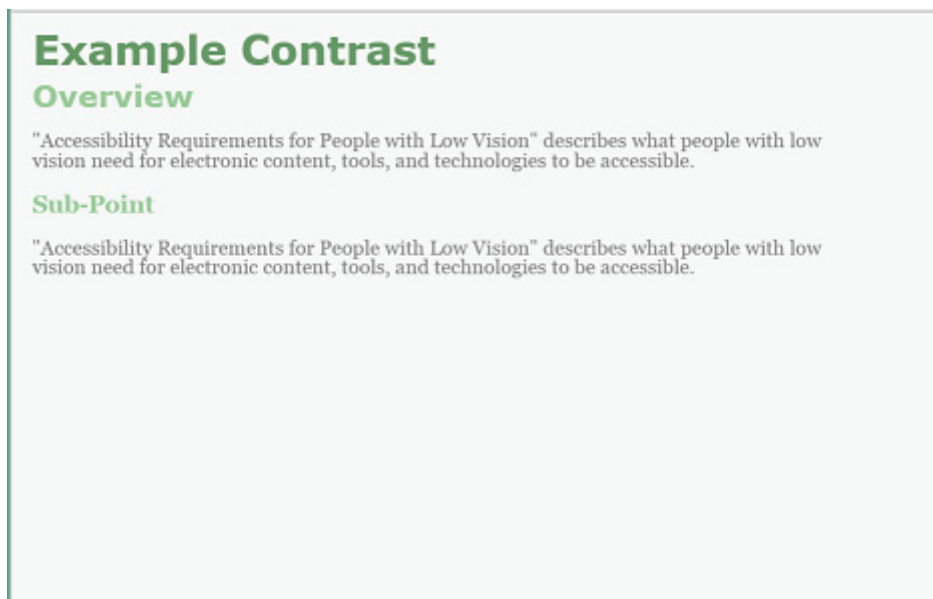 Example Contrast
Overview
"Accessibility Requirements for People with Low Vision" describes what people with low
vision need for electronic content, tools, and technologies to be accessible.
Sub-Point
"Accessibility Requirements for People with Low Vision" describes what people with low
vision need for electronic content, tools, and technologies to be accessible.